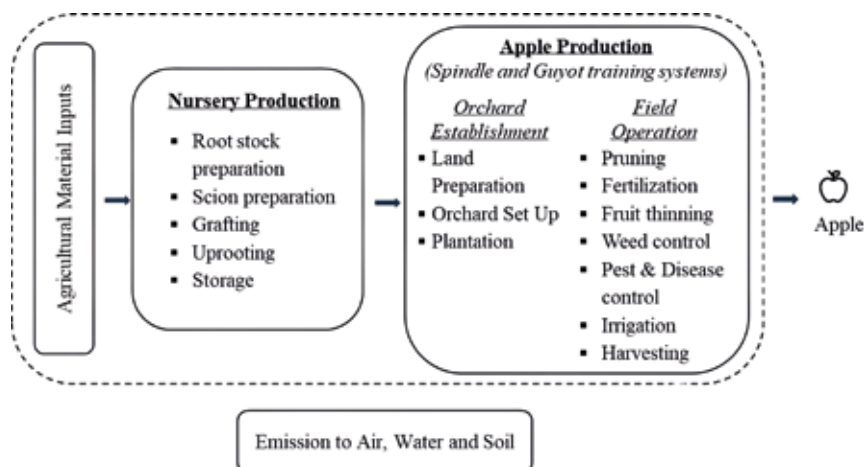 Agricultural Material Inputs
Nursery Production
▪ Root stock
preparation
▪ Scion preparation
▪ Grafting
▪ Uprooting
▪ Storage
Apple Production
(Spindle and Guyot training systems)
Orchard
Establishment
▪ Land
Preparation
▪ Orchard Set Up
▪ Plantation
Field
Operation
▪ Pruning
▪ Fertilization
▪ Fruit thinning
▪ Weed control
▪ Pest & Disease
control
▪ Irrigation
▪ Harvesting
Apple
Emission to Air, Water and Soil